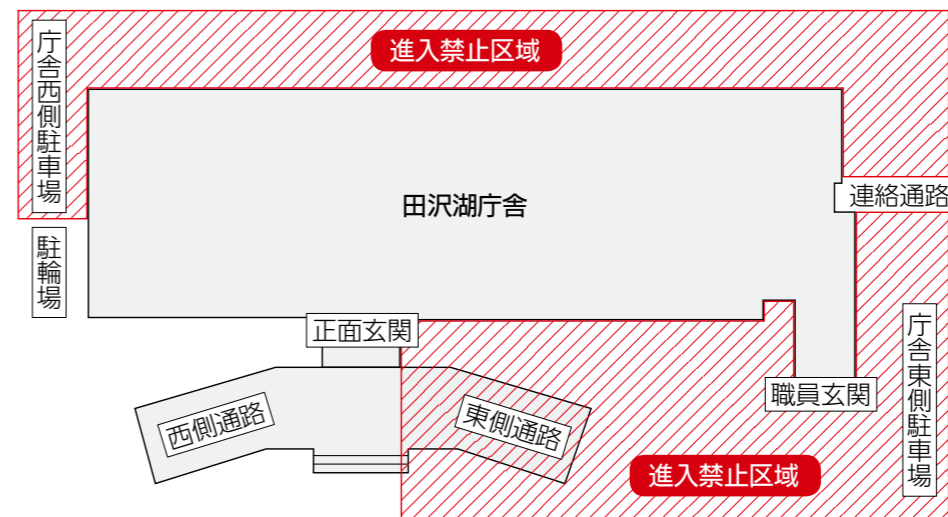 進入禁止区域
庁舎西側駐車場
田沢湖庁舎
連絡通路
駐輪場
正面玄関
庁舎東側駐車場
職員玄関
西側通路
東側通路
進入禁止区域